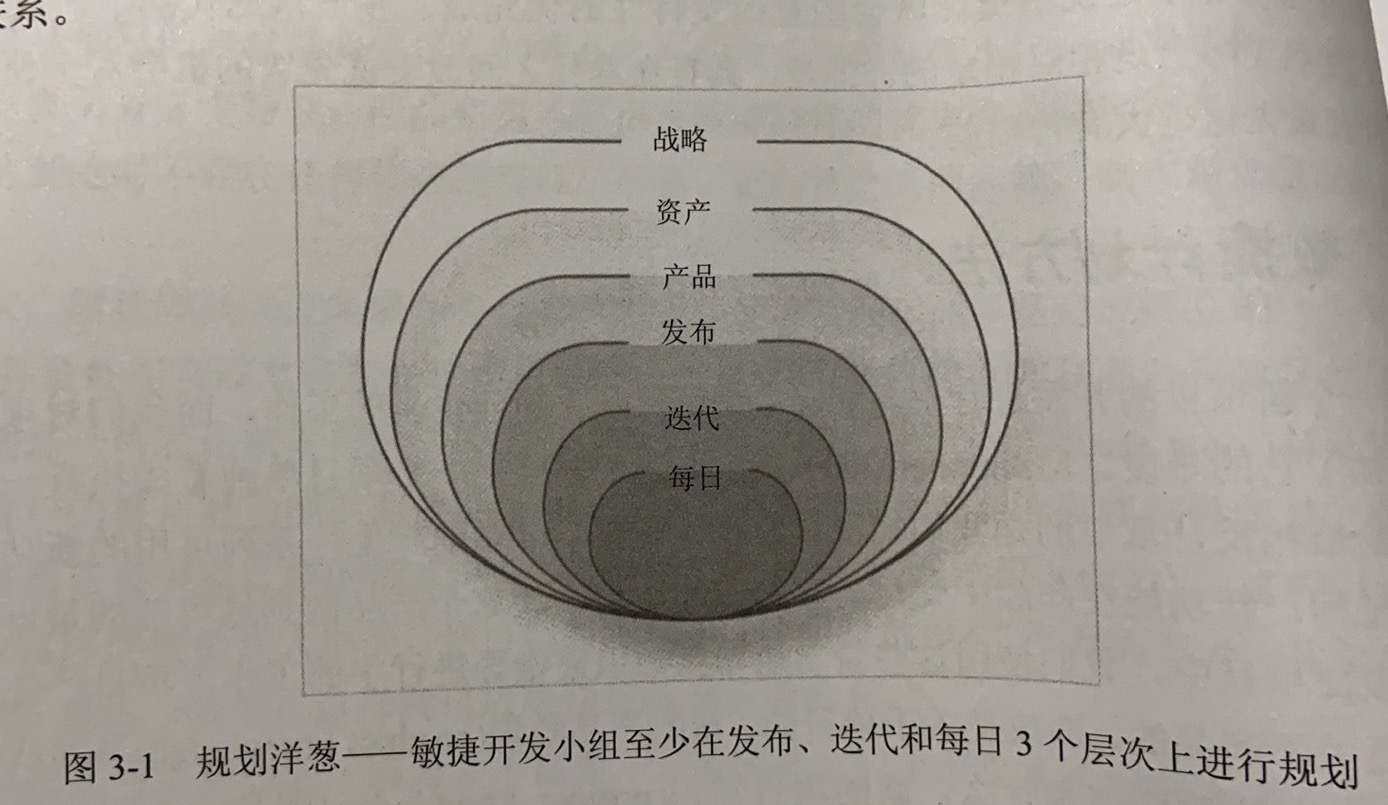 系。
战略
资产
产品
发布
迭代
每日
图 3-1 规划洋葱——敏捷开发小组至少在发布、迭代和每日 3 个层次上进行规划